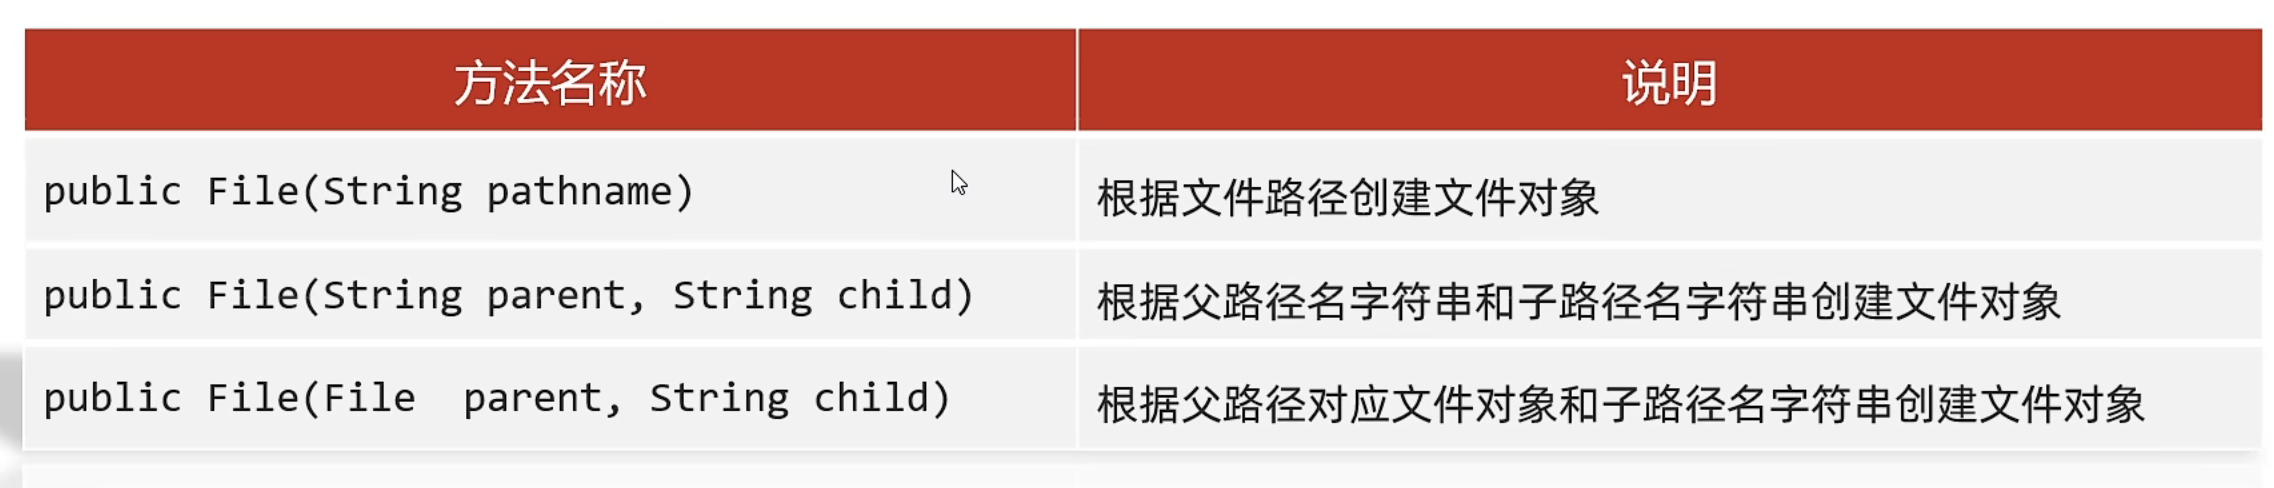 方法名称 说明
public File(String pathname) 根据文件路径创建文件对象
public File(String parent, String child) 根据父路径名字符串和子路径名字符串创建文件对象
public File(File  parent, String child) 根据父路径对应文件对象和子路径名字符串创建文件对象